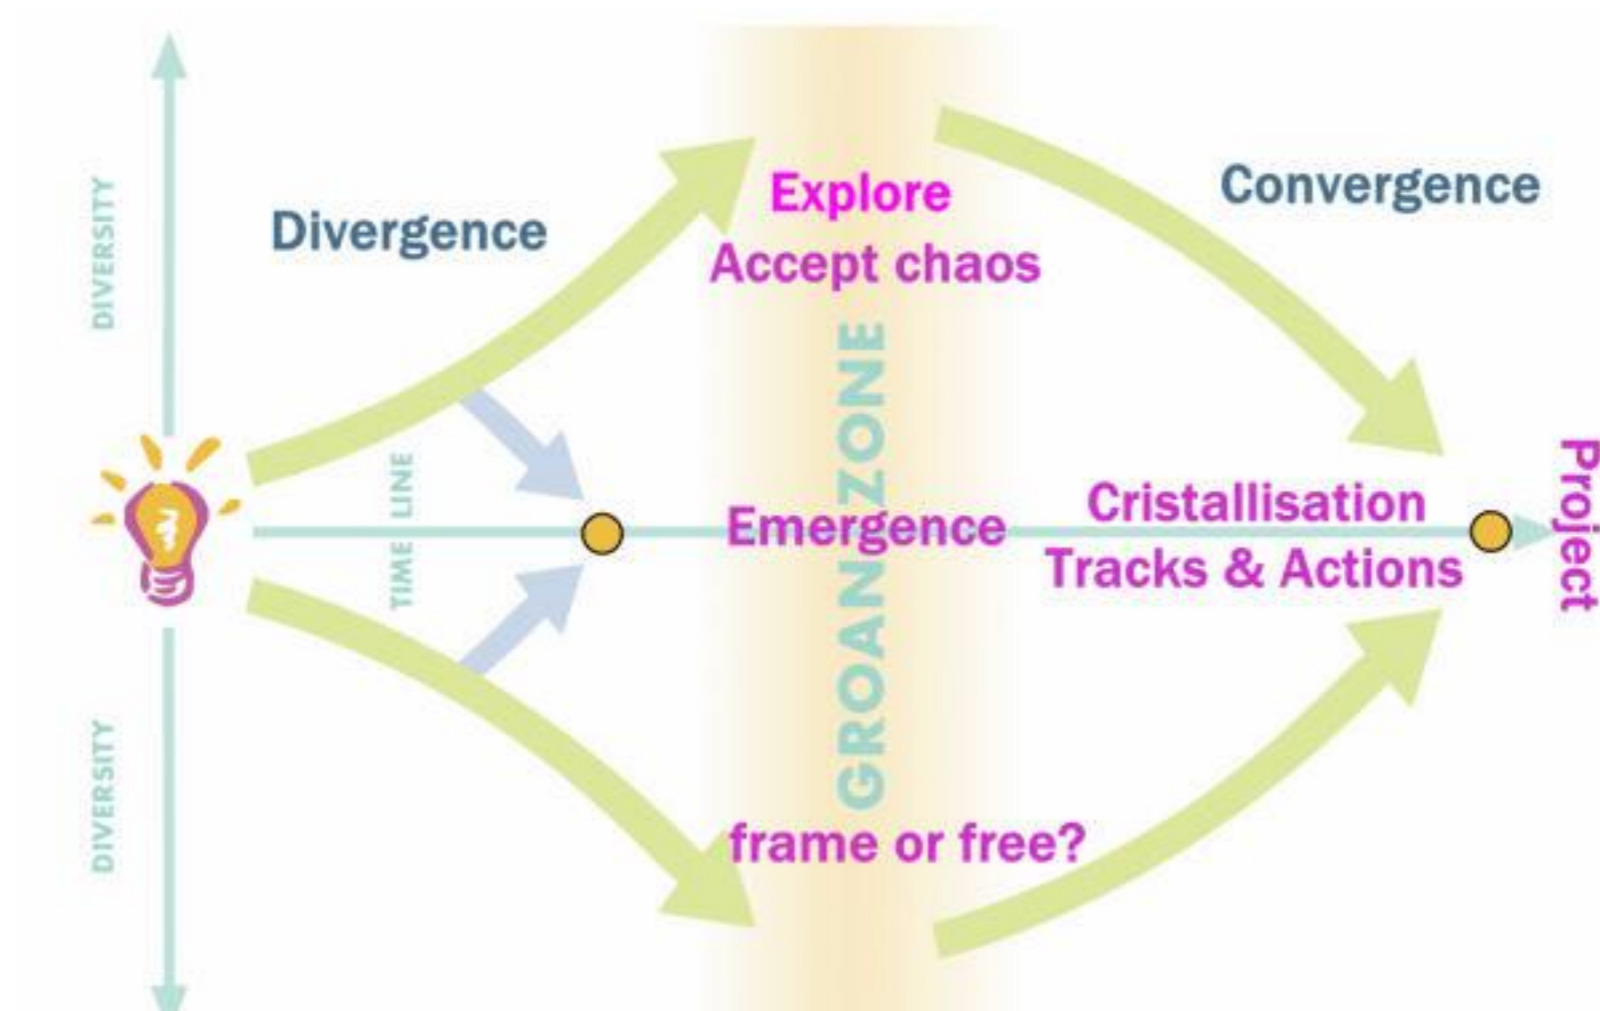 DIVERSITY
Divergence
Explore
Accept chaos
Convergence
TIME LINE
GROAN ZONE
Emergence
Cristallisation
Tracks & Actions
Project
DIVERSITY
frame or free?